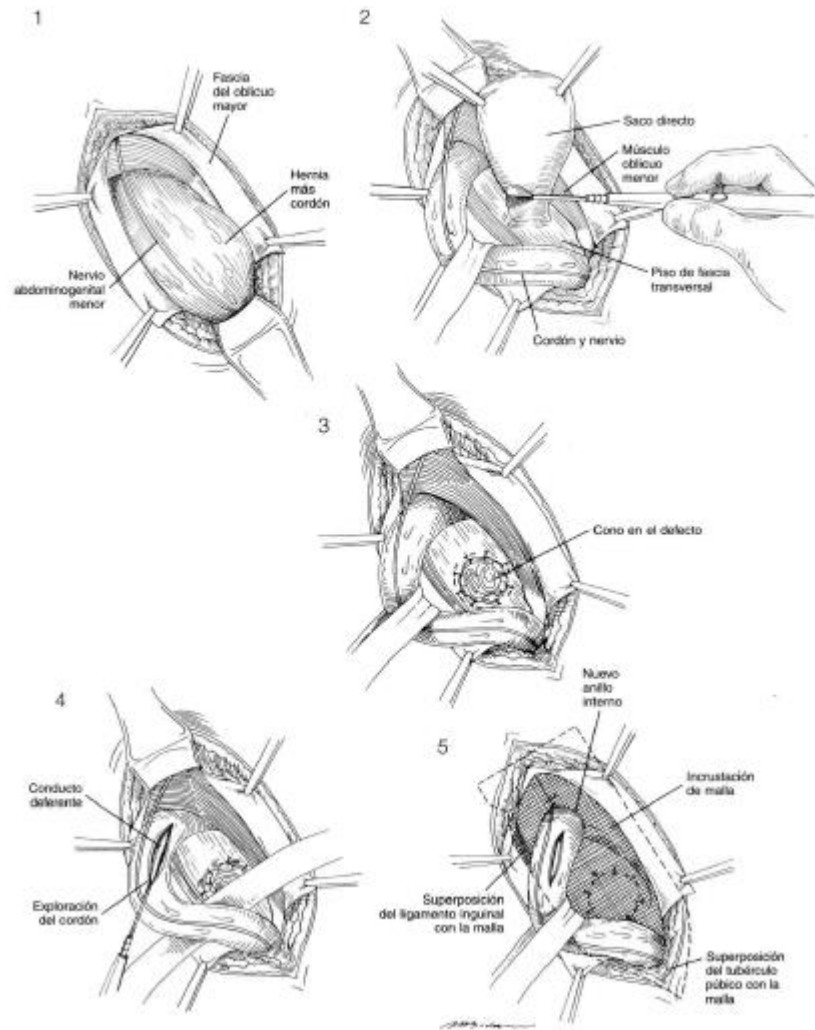 1
Fascia
del oblicuo
mayor
Hernia
más
cordón
Nervio
abdominogenital
menor
2
Saco directo
Músculo
oblicuo
menor
Piso de fascia
transversal
Cordón y nervio
3
Cono en el defecto
4
Conducto
deferente
Exploración
del cordón
5
Nuevo
anillo
interno
Incrustación
de malla
Superposición
del ligamento inguinal
con la malla
Superposición
del tubérculo
púbico con la
malla